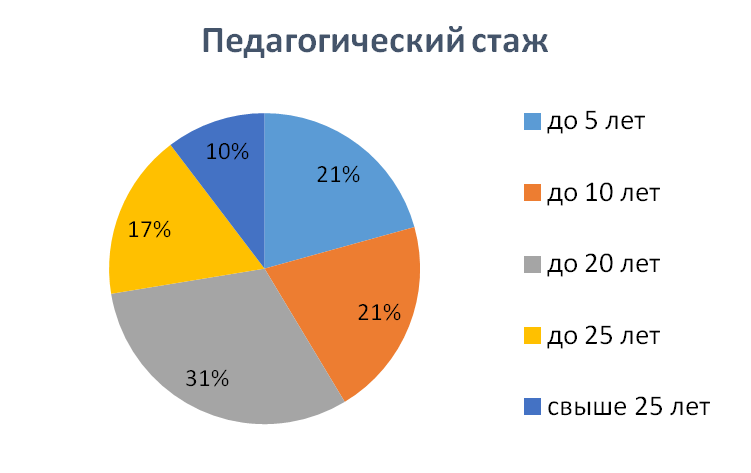 Педагогический стаж
21%
21%
31%
17%
10%
до 5 лет
до 10 лет
до 20 лет
до 25 лет
свыше 25 лет